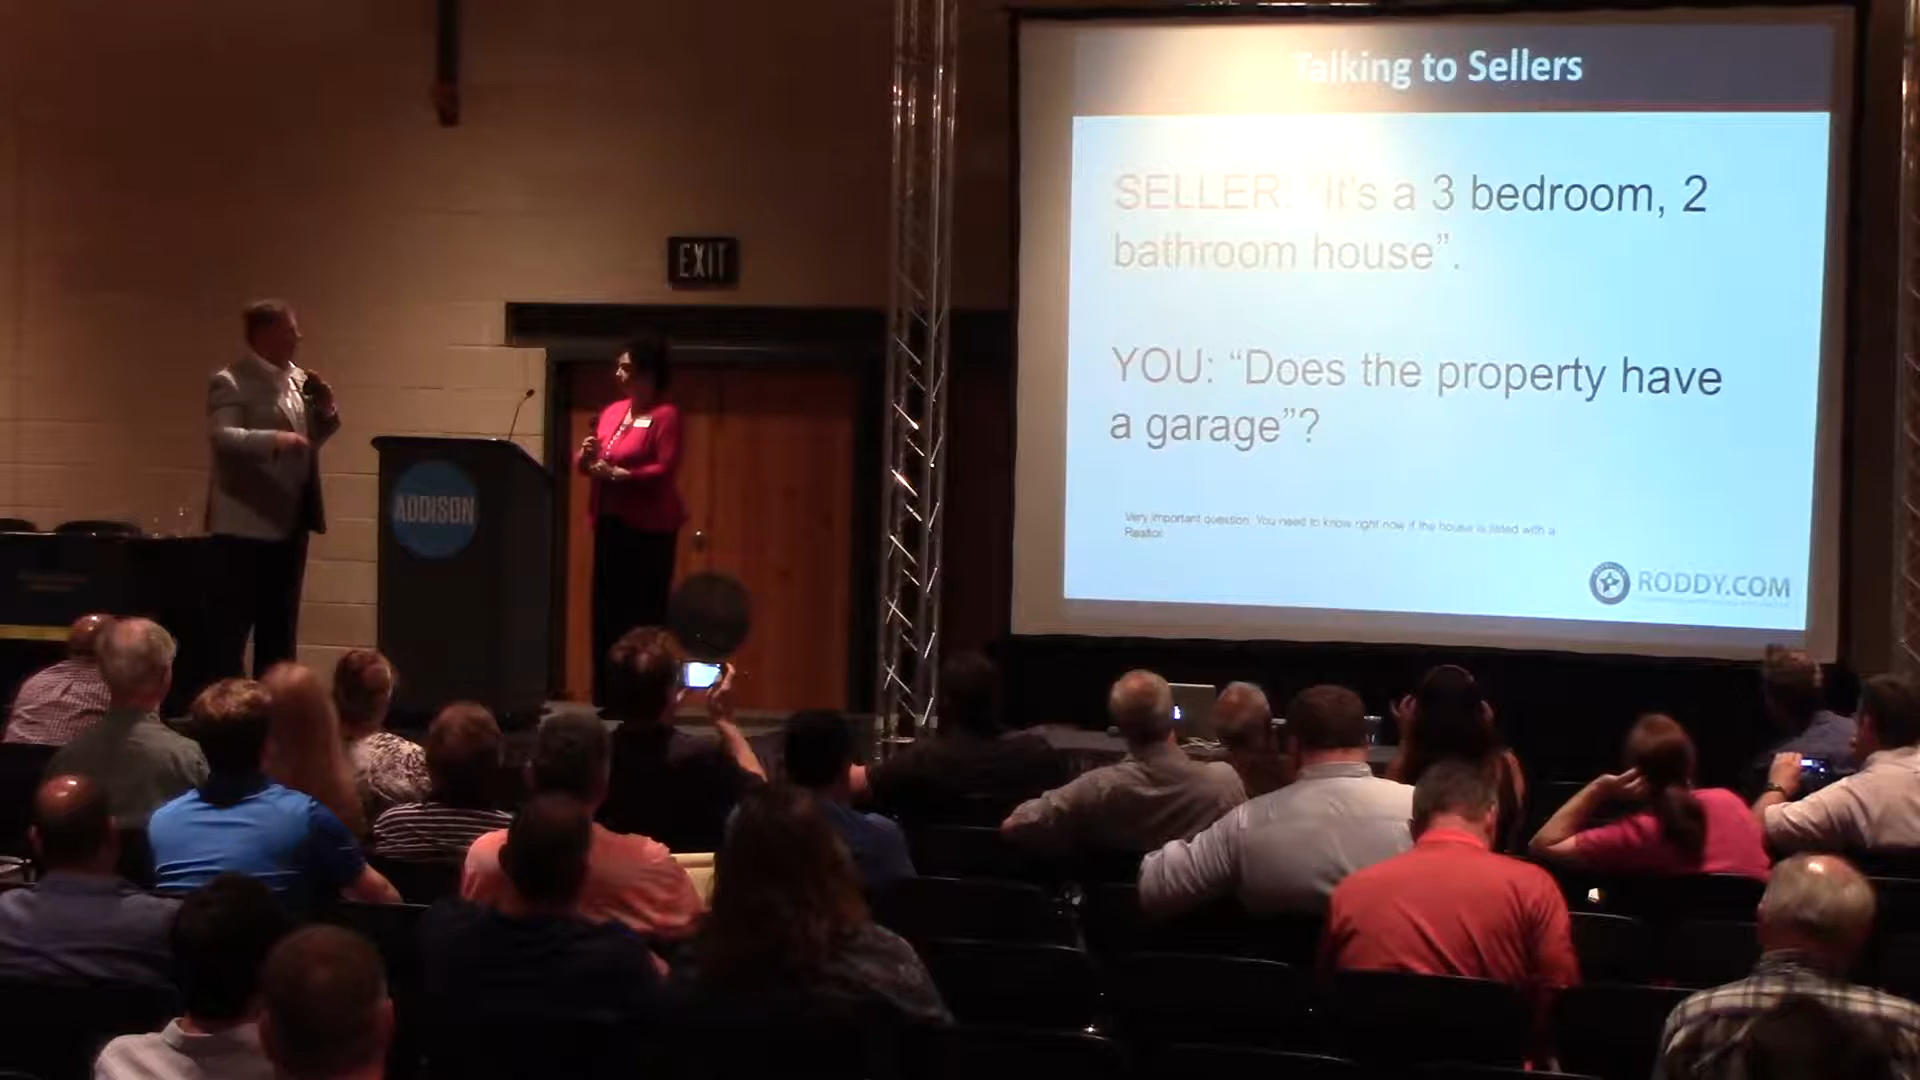 Talking to Sellers
SELLER: "It's a 3 bedroom, 2
bathroom house".
YOU: “Does the property have
a garage”?
Very important question. You need to know right now if the house is listed with a
Realtor.
RODDY.COM
EXIT
ADDISON